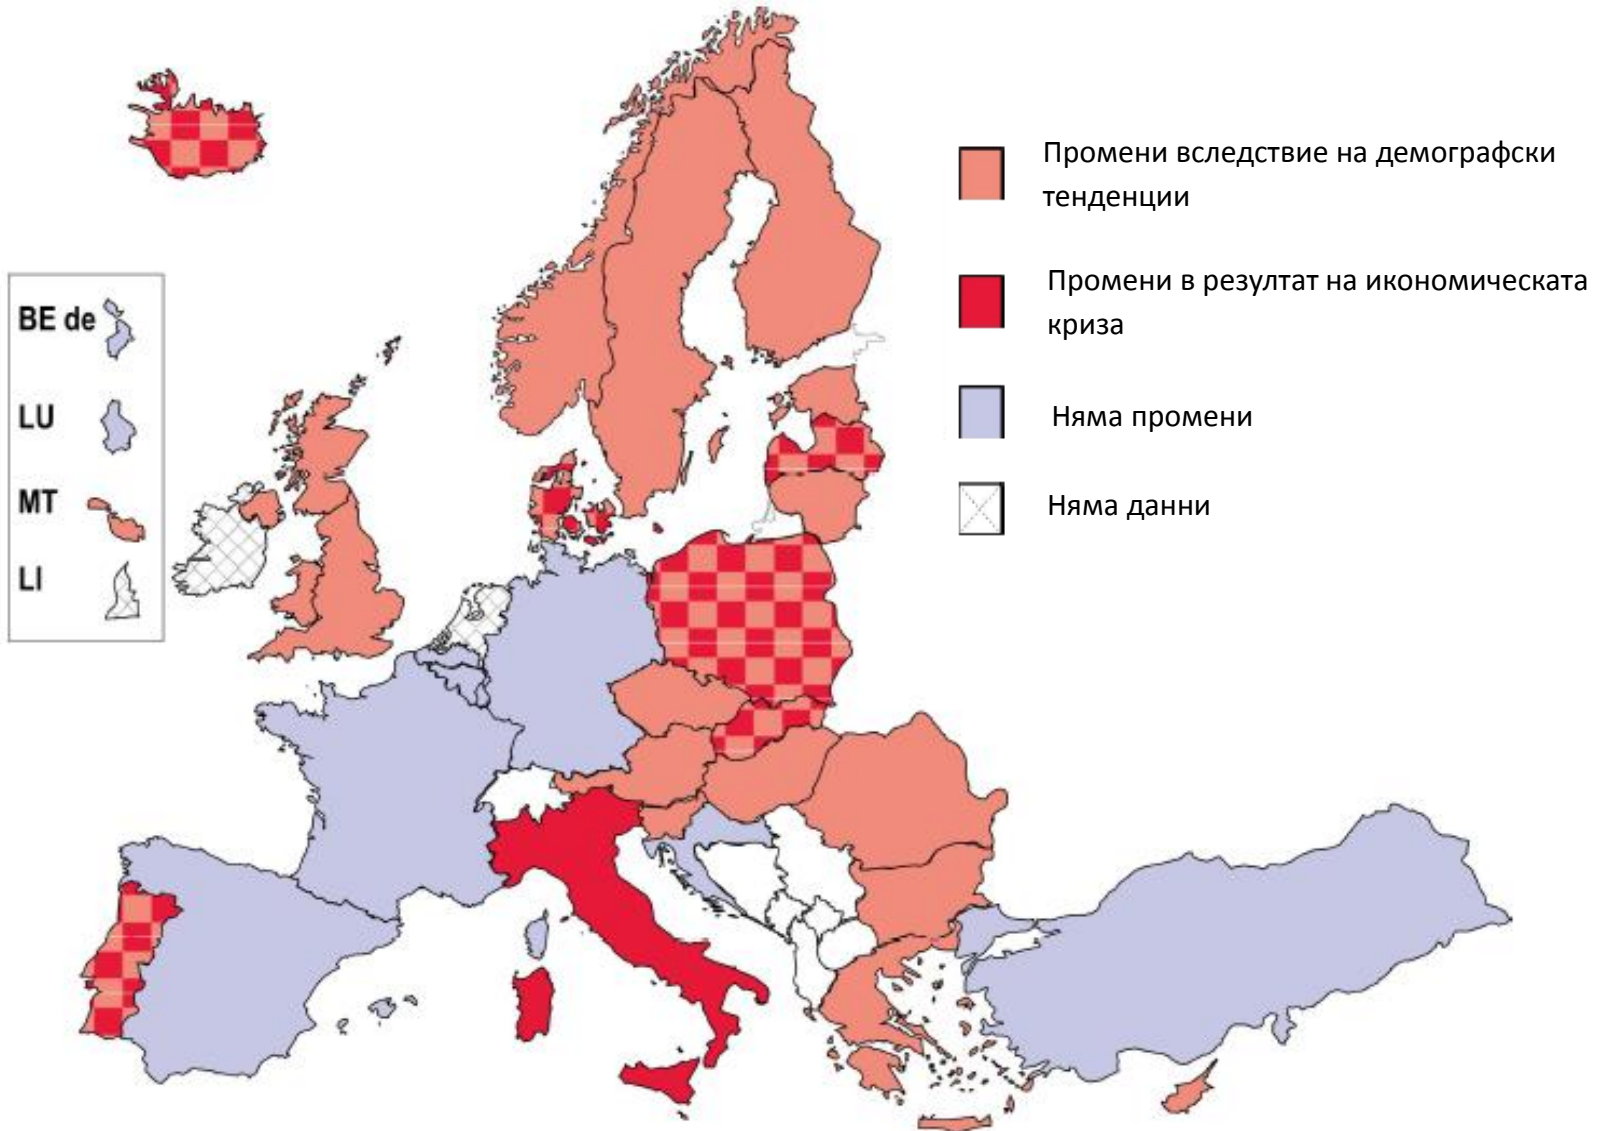 Промени вследствие на демографски
тенденции
Промени в резултат на икономическата
криза
Няма промени
Няма данни
BE de
LU
MT
LI